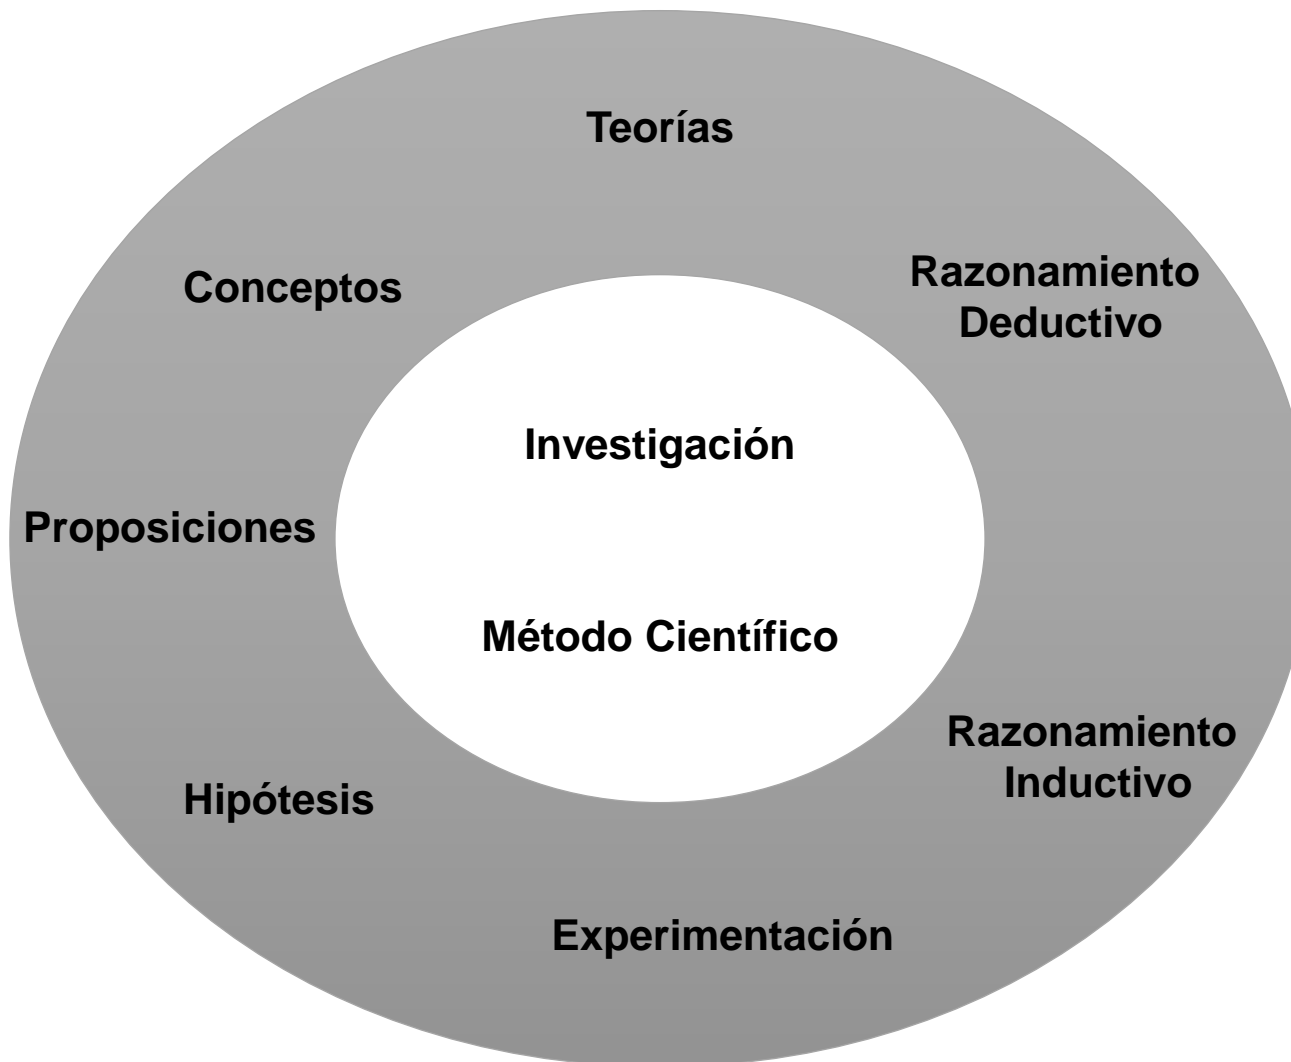 Teorías
Conceptos
Razonamiento
Deductivo
Investigación
Proposiciones
Método Científico
Razonamiento
Inductivo
Hipótesis
Experimentación